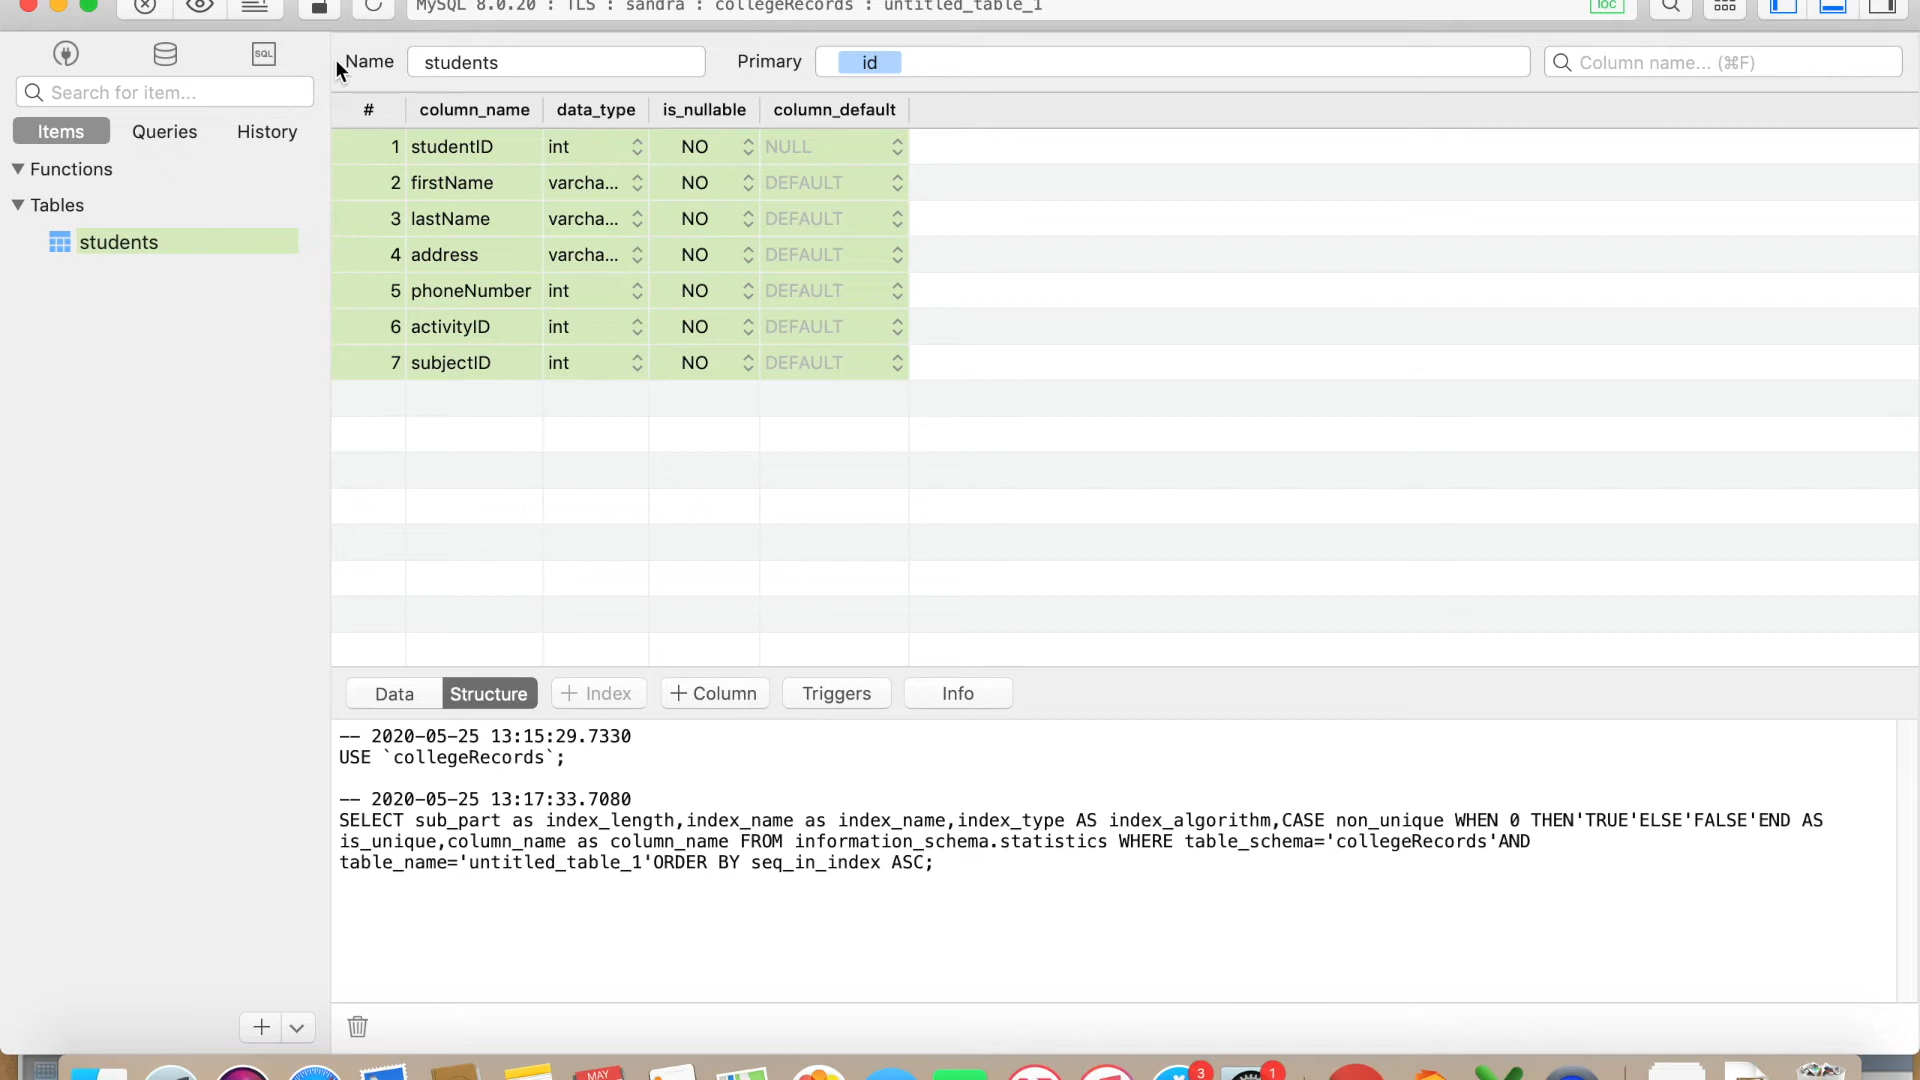 MySQL 8.0.20 : TLS : sandra : collegeRecords : untitled_table_1
loc
SQL
Name students Primary id Column name... (⌘F)
Search for item...
Items Queries History
Functions
Tables
students
# column_name data_type is_nullable column_default
1 studentID int NO NULL
2 firstName varcha... NO DEFAULT
3 lastName varcha... NO DEFAULT
4 address varcha... NO DEFAULT
5 phoneNumber int NO DEFAULT
6 activityID int NO DEFAULT
7 subjectID int NO DEFAULT
Data Structure + Index + Column Triggers Info
-- 2020-05-25 13:15:29.7330
USE `collegeRecords`;
-- 2020-05-25 13:17:33.7080
SELECT sub_part as index_length,index_name as index_name,index_type AS index_algorithm,CASE non_unique WHEN 0 THEN'TRUE'ELSE'FALSE'END AS
is_unique,column_name as column_name FROM information_schema.statistics WHERE table_schema='collegeRecords'AND
table_name='untitled_table_1'ORDER BY seq_in_index ASC;
MAY
3
1